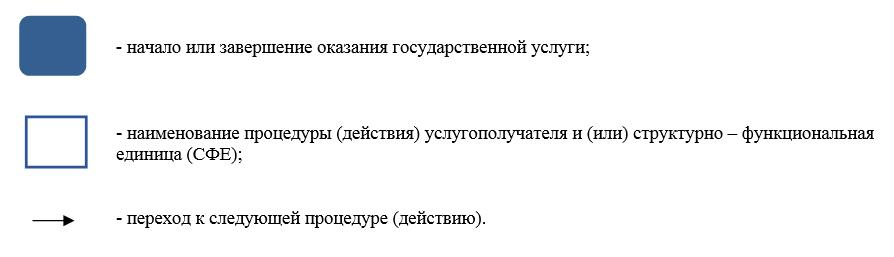 - начало или завершение оказания государственной услуги;
- наименование процедуры (действия) услугополучателя и (или) структурно – функциональная
единица (СФЕ);
- переход к следующей процедуре (действию).